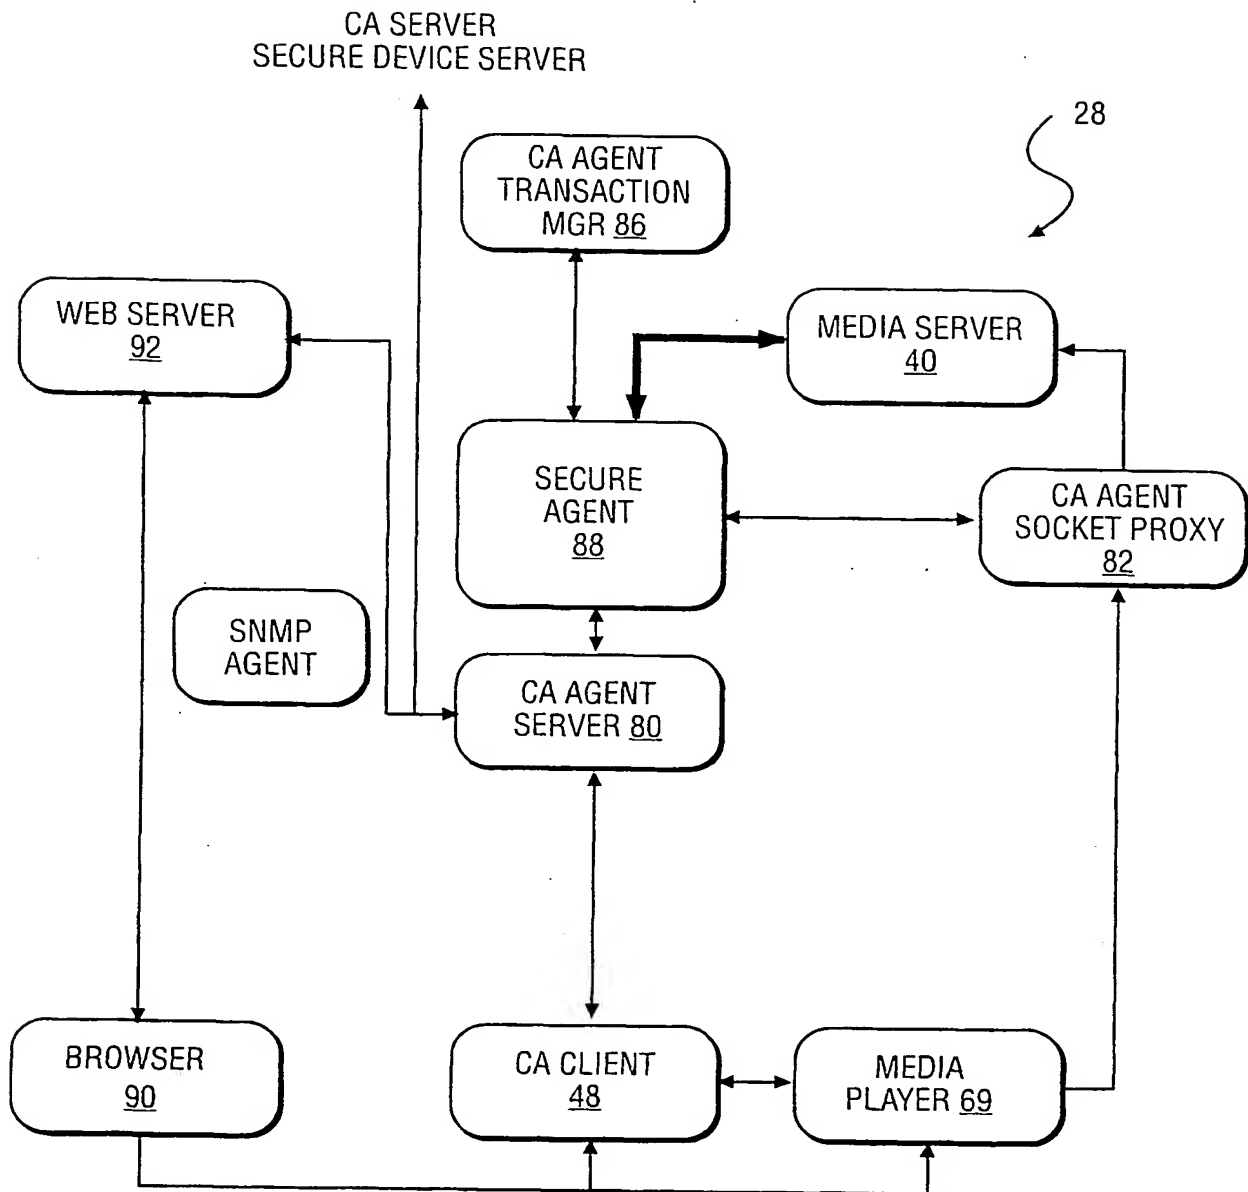 CA SERVER
SECURE DEVICE SERVER
28
CA AGENT
TRANSACTION
MGR 86
WEB SERVER
92
MEDIA SERVER
40
SECURE
AGENT
88
CA AGENT
SOCKET PROXY
82
SNMP
AGENT
CA AGENT
SERVER 80
BROWSER
90
CA CLIENT
48
MEDIA
PLAYER 69